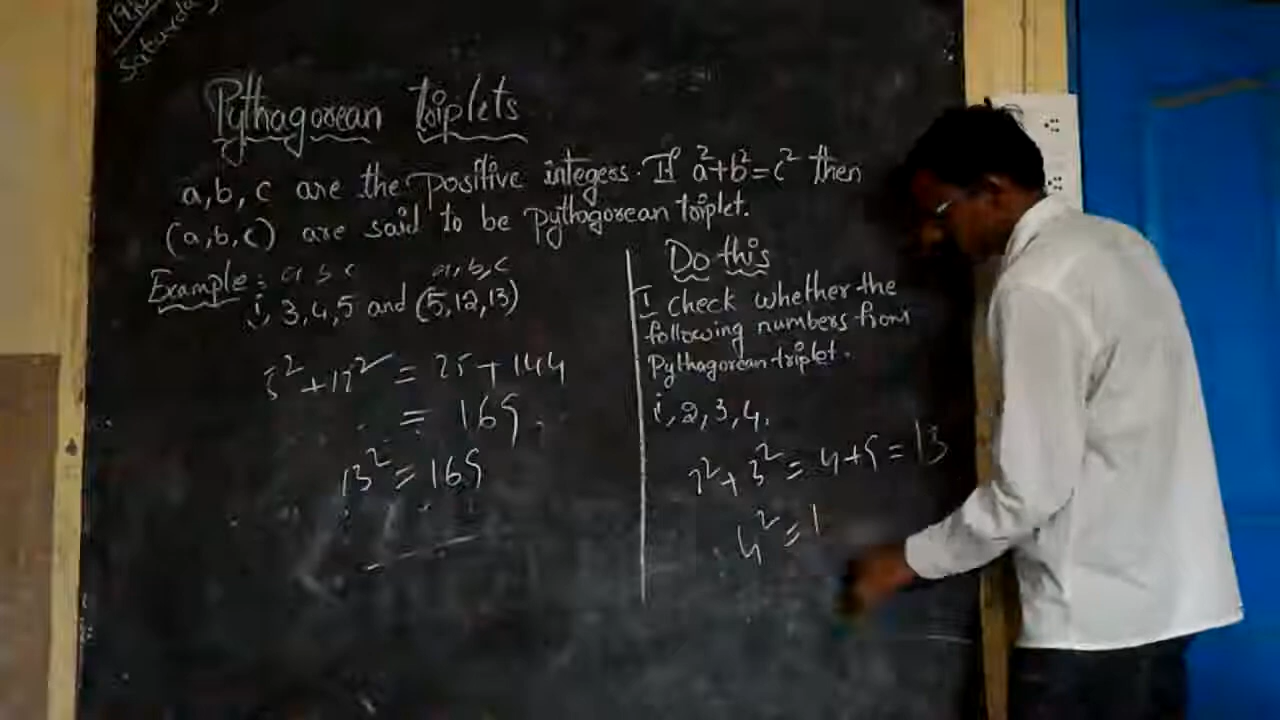 Saturday
Pythagorean triplets
a, b, c are the positive integers. If a²+b²=c² then
(a, b, c) are said to be pythagorean triplet.
Example: a b c a, b, c
i, 3,4,5 and (5,12,13)
5²+12² = 25+144
= 169.
13² = 169
Do this
I check whether the
following numbers from
Pythagorean triplet.
i, 2, 3, 4.
2²+3² = 4+9 = 13
4² = 1